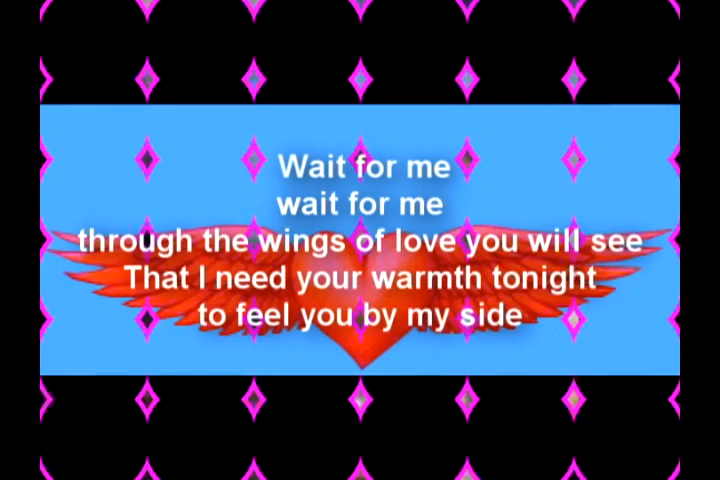 Wait for me
wait for me
through the wings of love you will see
That I need your warmth tonight
to feel you by my side